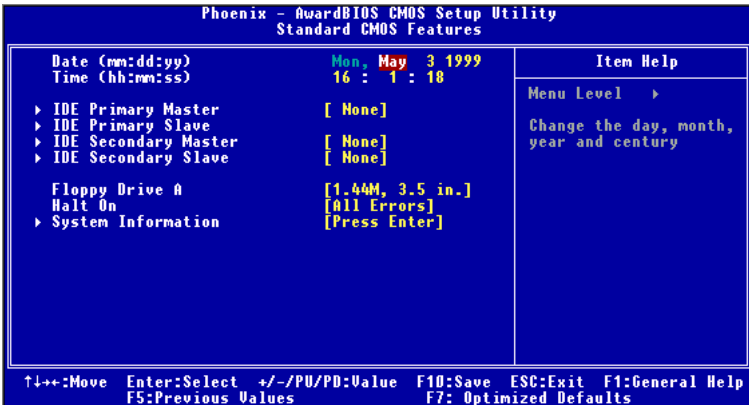 Phoenix - AwardBIOS CMOS Setup Utility
Standard CMOS Features
Date (mm:dd:yy) Mon, May 3 1999
Time (hh:mm:ss) 16 : 1 : 18
IDE Primary Master [ None]
IDE Primary Slave
IDE Secondary Master [ None]
IDE Secondary Slave [ None]
Floppy Drive A [1.44M, 3.5 in.]
Halt On [All Errors]
System Information [Press Enter]
Item Help
Menu Level
Change the day, month,
year and century
↑↓→←:Move Enter:Select +/-/PU/PD:Value F10:Save ESC:Exit F1:General Help
F5:Previous Values F7: Optimized Defaults